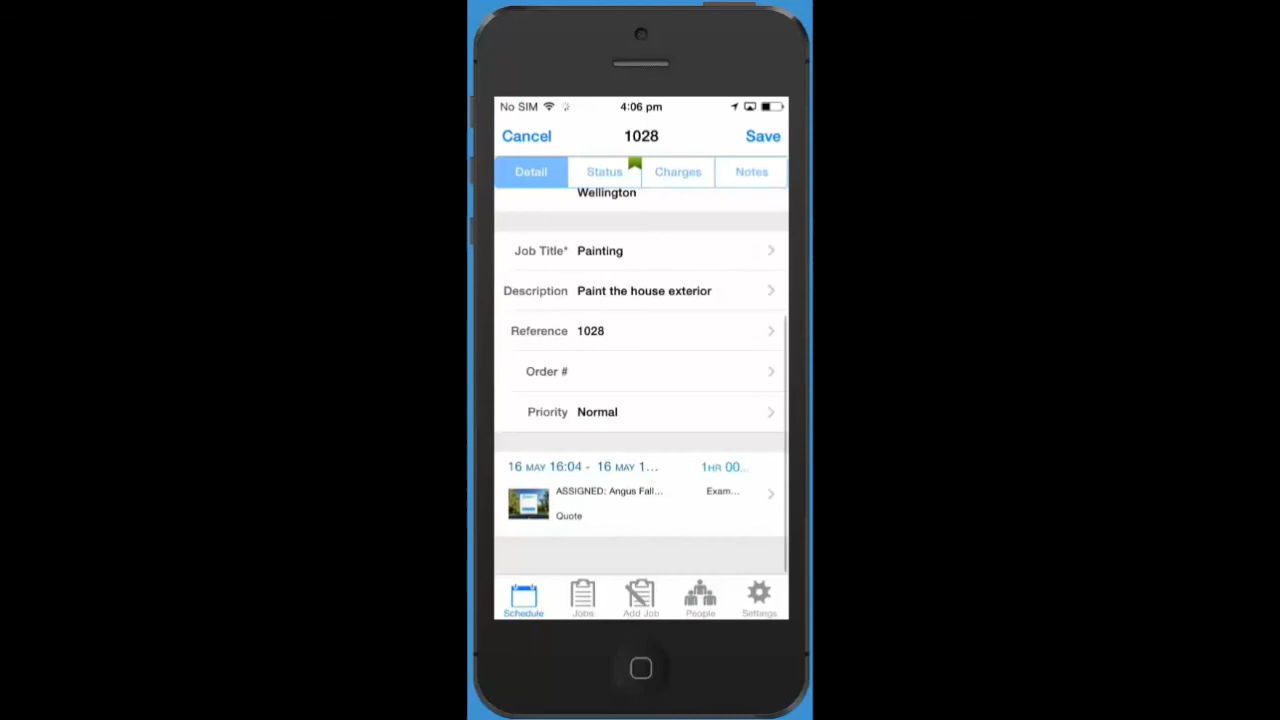 No SIM 4:06 pm
Cancel 1028 Save
Detail Status Charges Notes
Wellington
Job Title* Painting
Description Paint the house exterior
Reference 1028
Order #
Priority Normal
16 MAY 16:04 - 16 MAY 1... 1HR 00...
ASSIGNED: Angus Fall... Exam...
Quote
Schedule Jobs Add Job People Settings